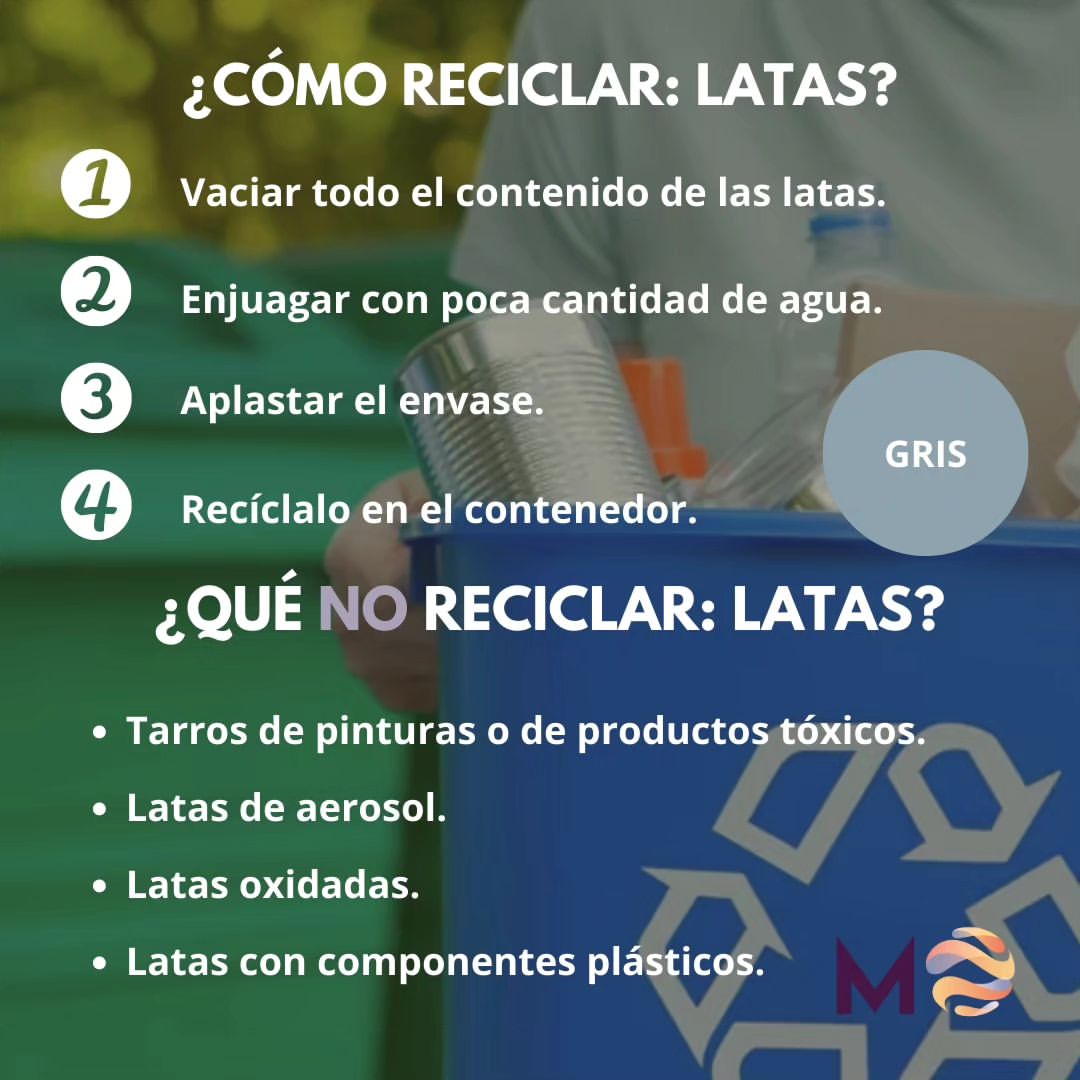 ¿CÓMO RECICLAR: LATAS?
1 Vaciar todo el contenido de las latas.
2 Enjuagar con poca cantidad de agua.
3 Aplastar el envase.
4 Recíclalo en el contenedor.
GRIS
¿QUÉ NO RECICLAR: LATAS?
• Tarros de pinturas o de productos tóxicos.
• Latas de aerosol.
• Latas oxidadas.
• Latas con componentes plásticos.
M